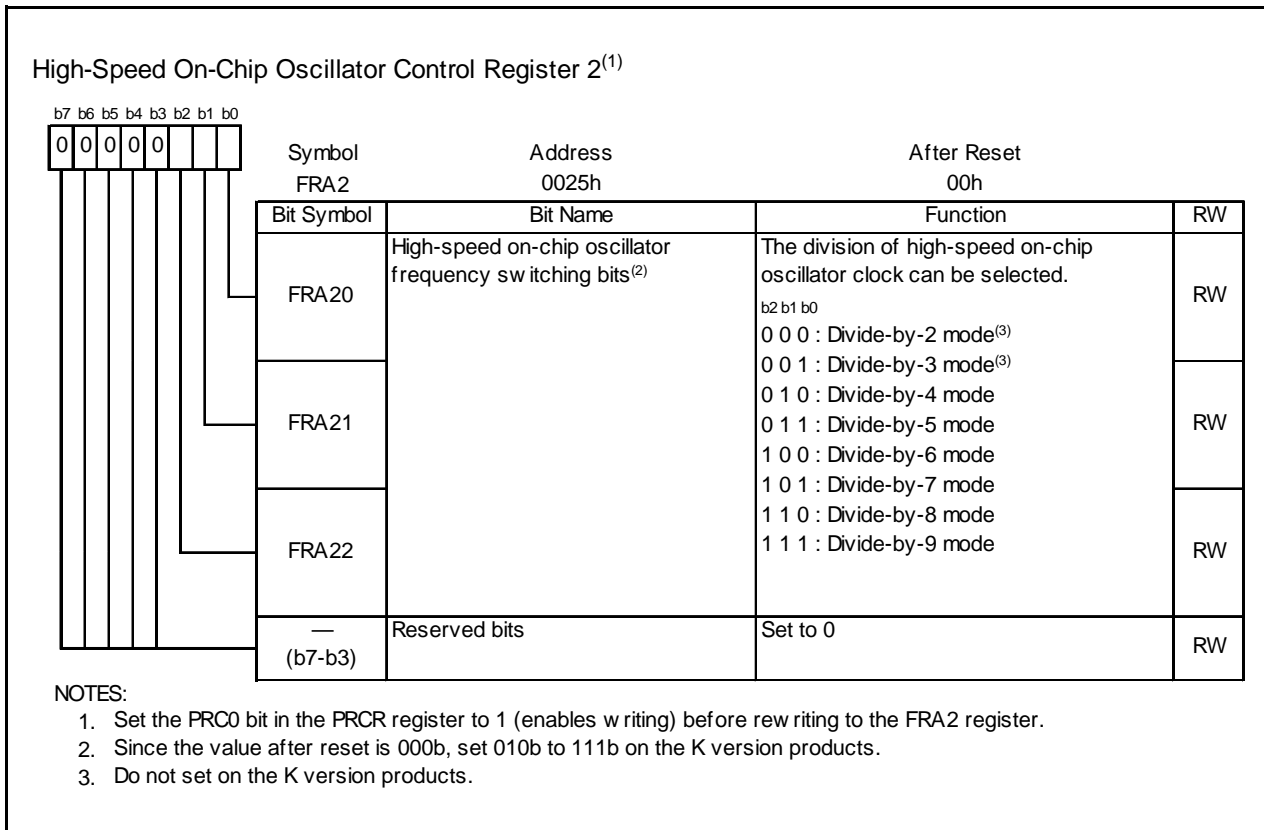 High-Speed On-Chip Oscillator Control Register 2(1)
b7 b6 b5 b4 b3 b2 b1 b0
0 0 0 0 0
Symbol Address After Reset
FRA2 0025h 00h
Bit Symbol Bit Name Function RW
FRA20
High-speed on-chip oscillator
frequency switching bits(2)
The division of high-speed on-chip
oscillator clock can be selected.
b2 b1 b0
0 0 0 : Divide-by-2 mode(3)
0 0 1 : Divide-by-3 mode(3)
0 1 0 : Divide-by-4 mode
0 1 1 : Divide-by-5 mode
1 0 0 : Divide-by-6 mode
1 0 1 : Divide-by-7 mode
1 1 0 : Divide-by-8 mode
1 1 1 : Divide-by-9 mode
RW
FRA21
RW
FRA22
RW
—
(b7-b3)
Reserved bits
Set to 0
RW
NOTES:
1. Set the PRC0 bit in the PRCR register to 1 (enables writing) before rewriting to the FRA2 register.
2. Since the value after reset is 000b, set 010b to 111b on the K version products.
3. Do not set on the K version products.